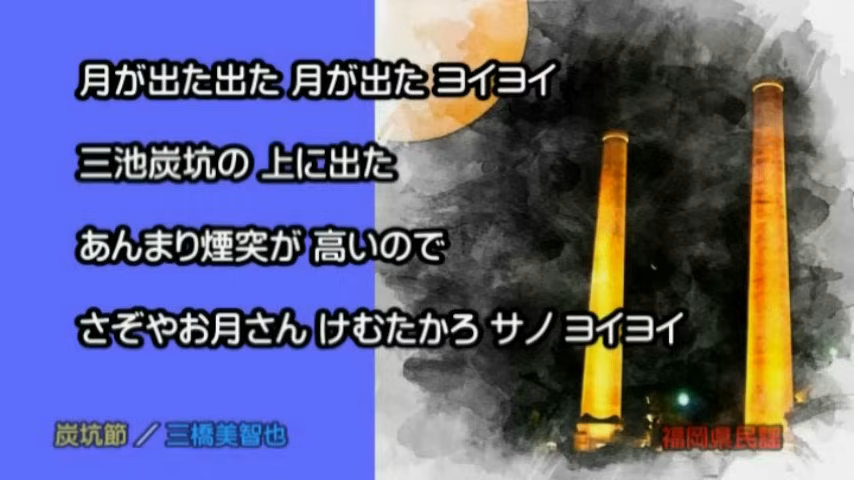 月が出た出た 月が出た ヨイヨイ
三池炭坑の 上に出た
あんまり煙突が 高いので
さぞやお月さん けむたかろ サノ ヨイヨイ
炭坑節 / 三橋美智也
福岡県民謡